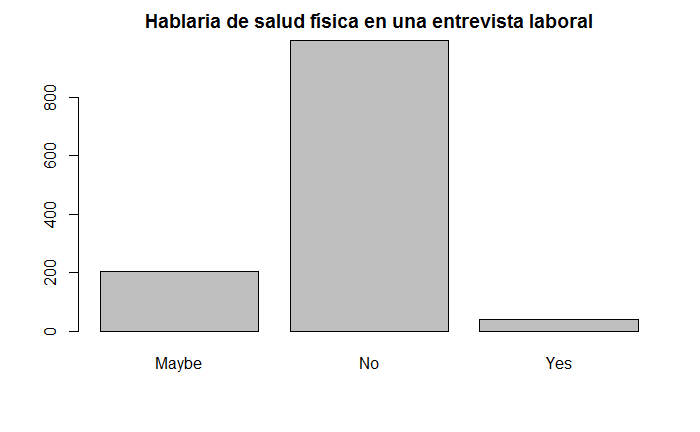 Hablaria de salud física en una entrevista laboral
800
600
400
200
0
Maybe No Yes